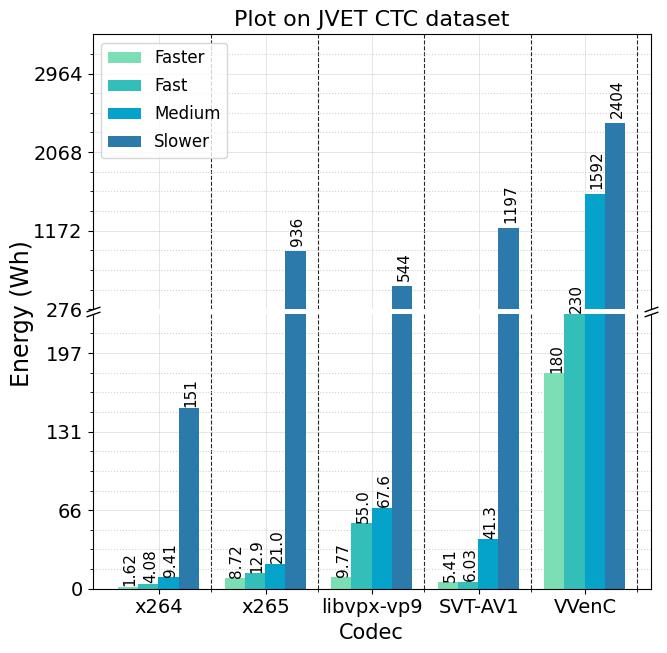 Plot on JVET CTC dataset
Faster
Fast
Medium
Slower
Energy (Wh)
2964
2068
1172
276
197
131
66
0
1.62
4.08
9.41
151
8.72
12.9
21.0
936
9.77
55.0
67.6
544
5.41
6.03
41.3
1197
180
230
1592
2404
x264
x265
libvpx-vp9
SVT-AV1
VVenC
Codec